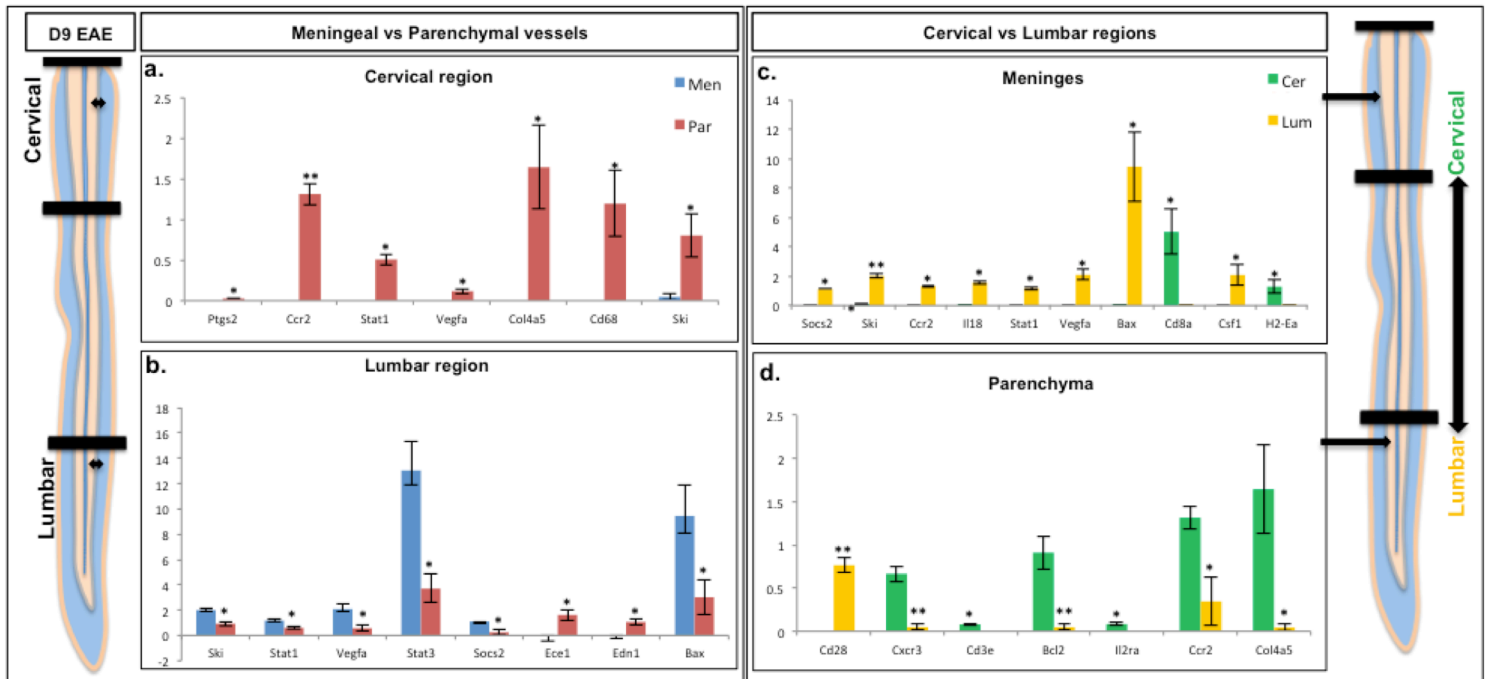 D9 EAE
Meningeal vs Parenchymal vessels
Cervical vs Lumbar regions
Cervical
Lumbar
a.
Cervical region
Men
Par
2.5
2
1.5
1
0.5
0
* ** * * * * *
Ptgs2 Ccr2 Stat1 Vegfa Col4a5 Cd68 Ski
b.
Lumbar region
18
16
14
12
10
8
6
4
2
0
-2
* * * * * * * *
Ski Stat1 Vegfa Stat3 Socs2 Ece1 Edn1 Bax
c.
Meninges
Cer
Lum
14
12
10
8
6
4
2
0
* ** * * * * * * * *
*
Socs2 Ski Ccr2 Il18 Stat1 Vegfa Bax Cd8a Csf1 H2-Ea
d.
Parenchyma
2.5
2
1.5
1
0.5
0
** ** * ** * * *
Cd28 Cxcr3 Cd3e Bcl2 Il2ra Ccr2 Col4a5
Cervical
Lumbar